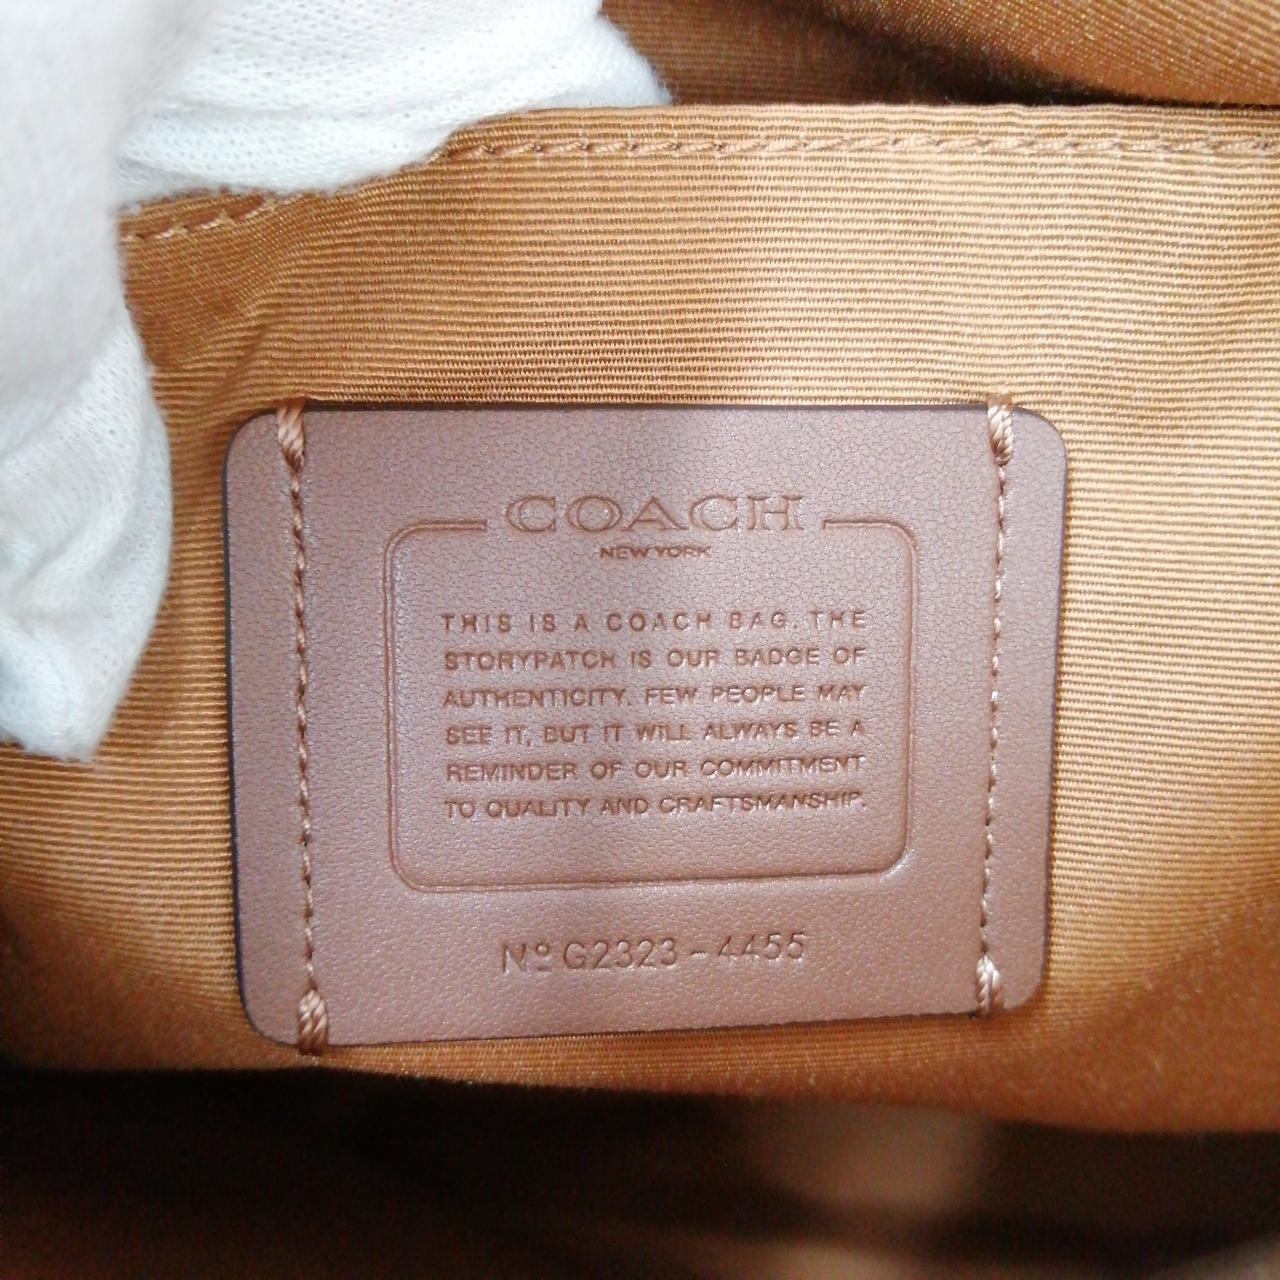 COACH
NEW YORK
THIS IS A COACH BAG. THE
STORYPATCH IS OUR BADGE OF
AUTHENTICITY. FEW PEOPLE MAY
SEE IT, BUT IT WILL ALWAYS BE A
REMINDER OF OUR COMMITMENT
TO QUALITY AND CRAFTSMANSHIP.
Nº G2323-4455